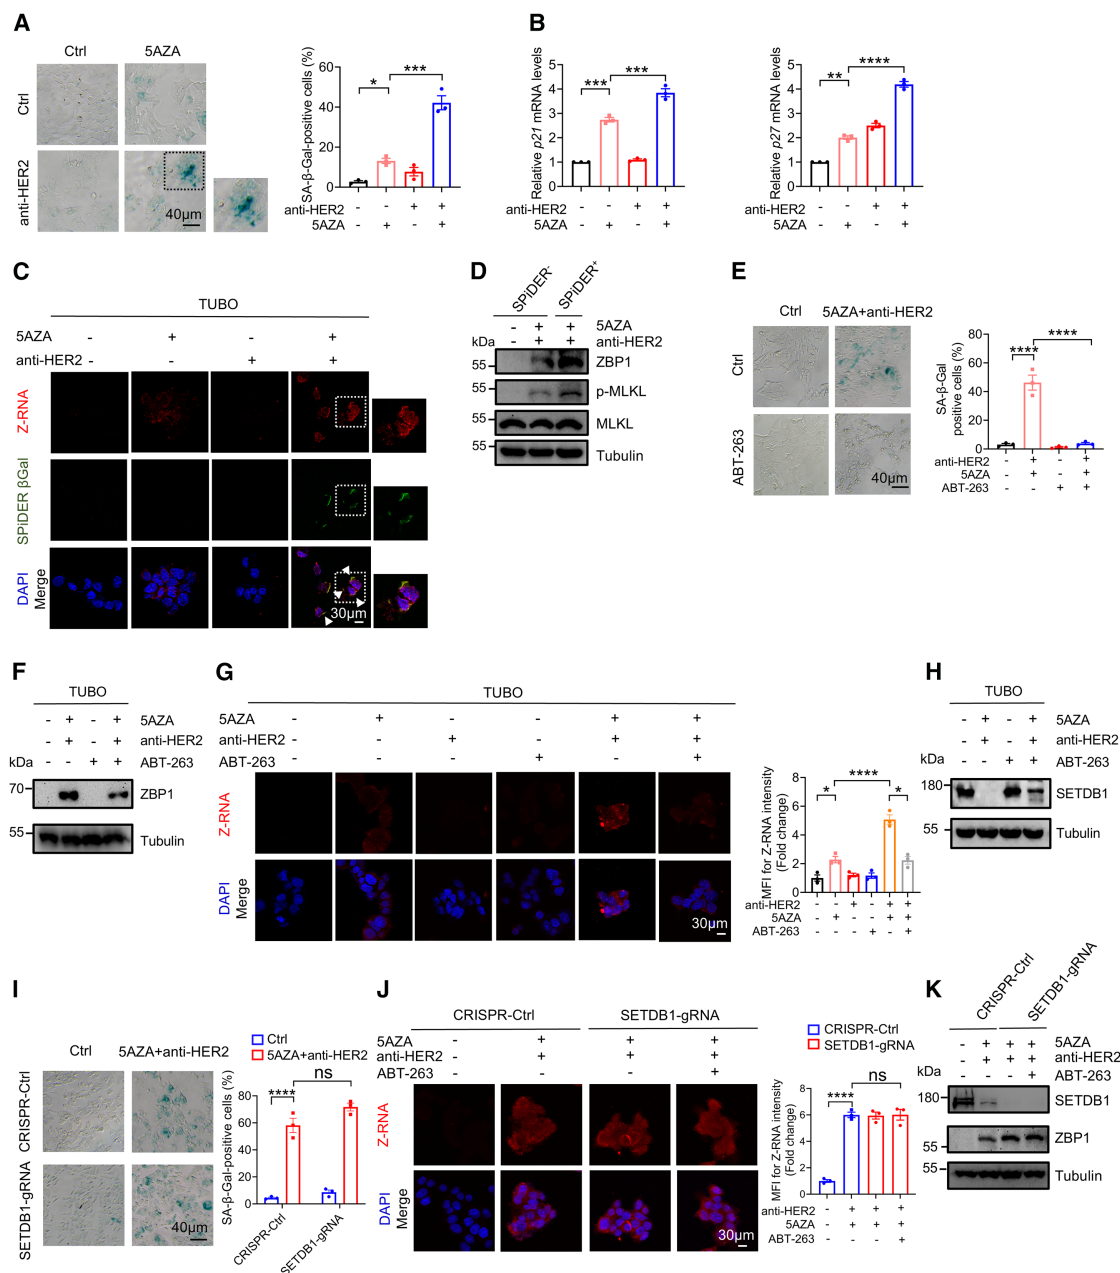 A
Ctrl
5AZA
Ctrl
anti-HER2
40μm
SA-β-Gal-positive cells (%)
60
40
20
0
*
***
anti-HER2 - - + +
5AZA - + - +
B
Relative p21 mRNA levels
5
4
3
2
1
0
***
***
anti-HER2 - - + +
5AZA - + - +
Relative p27 mRNA levels
5
4
3
2
1
0
**
****
- - + +
- + - +
C
TUBO
5AZA - + - +
anti-HER2 - - + +
Z-RNA
SPiDER βGal
DAPI
Merge
30μm
D
SPiDER-
SPiDER+
- + + 5AZA
kDa - + + anti-HER2
55 ZBP1
55 p-MLKL
55 MLKL
55 Tubulin
E
Ctrl
5AZA+anti-HER2
Ctrl
ABT-263
40μm
SA-β-Gal
positive cells (%)
80
60
40
20
0
****
****
anti-HER2 - + - +
5AZA - + - +
ABT-263 - - + +
F
TUBO
- + - + 5AZA
- + - + anti-HER2
kDa - - + + ABT-263
70 ZBP1
55 Tubulin
G
TUBO
5AZA - + - - + +
anti-HER2 - - + - + +
ABT-263 - - - + - +
Z-RNA
DAPI
Merge
30μm
MFI for Z-RNA intensity
(Fold change)
8
6
4
2
0
*
****
*
anti-HER2 - - + - + +
5AZA - + - - + +
ABT-263 - - - + - +
H
TUBO
- + - + 5AZA
- + - + anti-HER2
kDa - - + + ABT-263
180 SETDB1
55 Tubulin
I
Ctrl
5AZA+anti-HER2
CRISPR-Ctrl
SETDB1-gRNA
40μm
Ctrl
5AZA+anti-HER2
SA-β-Gal-positive cells (%)
80
60
40
20
0
****
ns
CRISPR-Ctrl
SETDB1-gRNA
J
CRISPR-Ctrl
SETDB1-gRNA
5AZA - + + +
anti-HER2 - + + +
ABT-263 - - - +
Z-RNA
DAPI
Merge
30μm
CRISPR-Ctrl
SETDB1-gRNA
MFI for Z-RNA intensity
(Fold change)
8
6
4
2
0
****
ns
anti-HER2 - + + +
5AZA - + + +
ABT-263 - - - +
K
CRISPR-Ctrl
SETDB1-gRNA
- + + + 5AZA
- + + + anti-HER2
kDa - - - + ABT-263
180 SETDB1
55 ZBP1
55 Tubulin